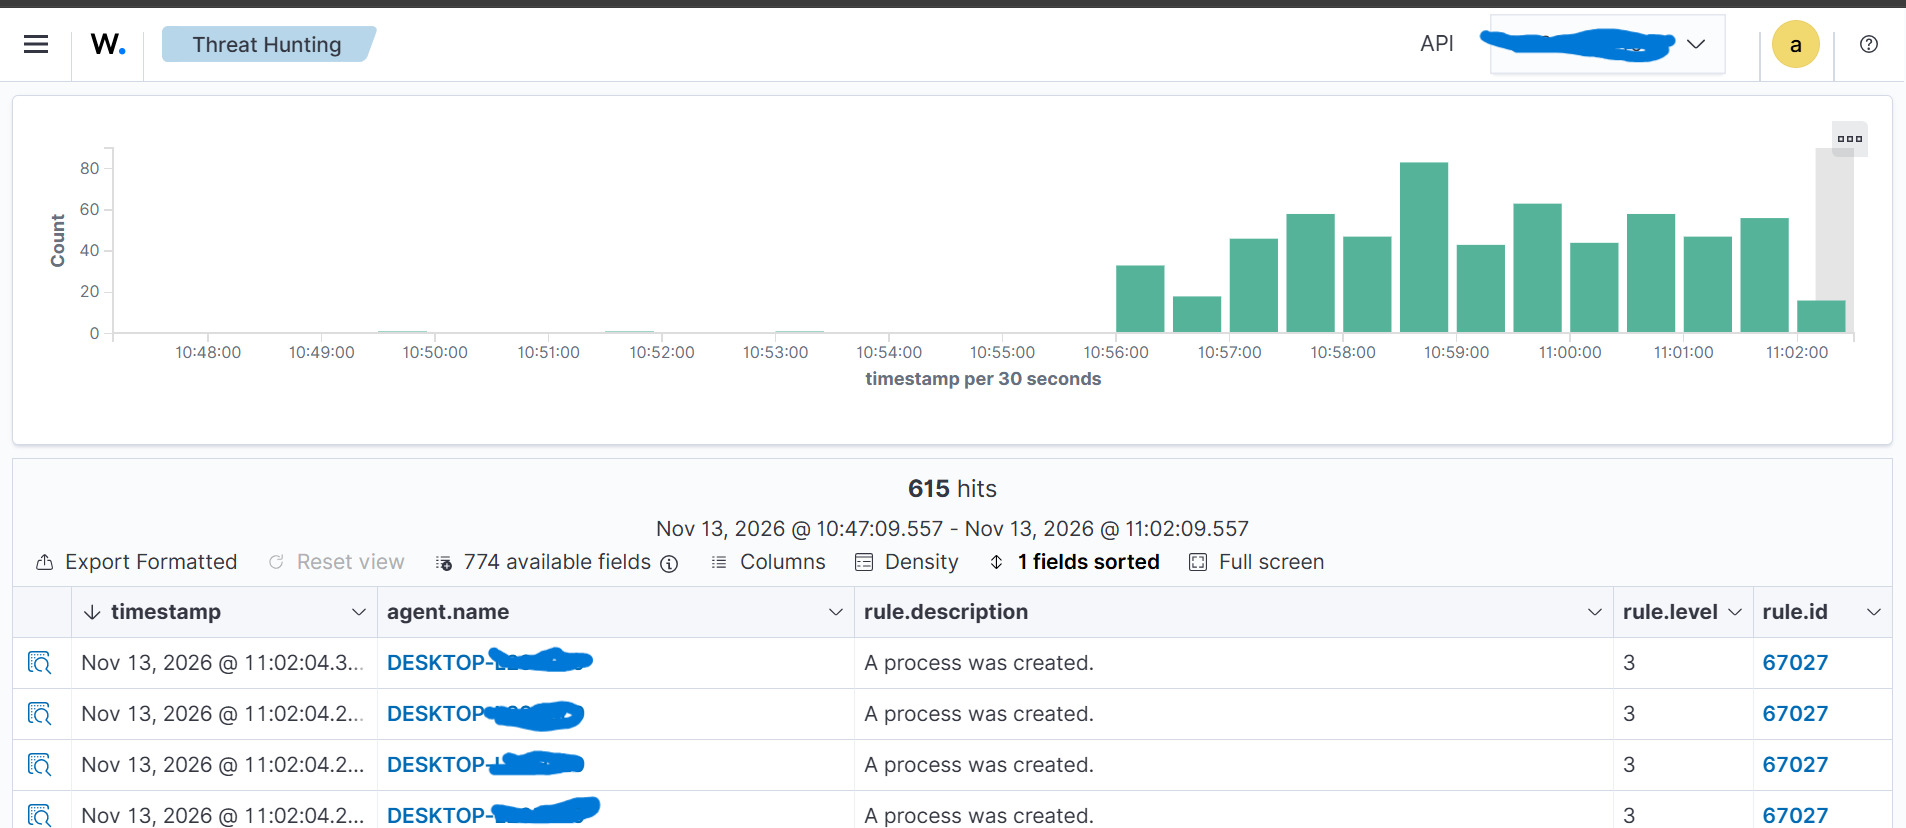 W. Threat Hunting API a
80
60
40
20
0
Count
10:48:00 10:49:00 10:50:00 10:51:00 10:52:00 10:53:00 10:54:00 10:55:00 10:56:00 10:57:00 10:58:00 10:59:00 11:00:00 11:01:00 11:02:00
timestamp per 30 seconds
615 hits
Nov 13, 2026 @ 10:47:09.557 - Nov 13, 2026 @ 11:02:09.557
Export Formatted Reset view 774 available fields Columns Density 1 fields sorted Full screen
timestamp agent.name rule.description rule.level rule.id
Nov 13, 2026 @ 11:02:04.3... DESKTOP- A process was created. 3 67027
Nov 13, 2026 @ 11:02:04.2... DESKTOP A process was created. 3 67027
Nov 13, 2026 @ 11:02:04.2... DESKTOP- A process was created. 3 67027
Nov 13, 2026 @ 11:02:04.2... DESKTOP- A process was created. 3 67027